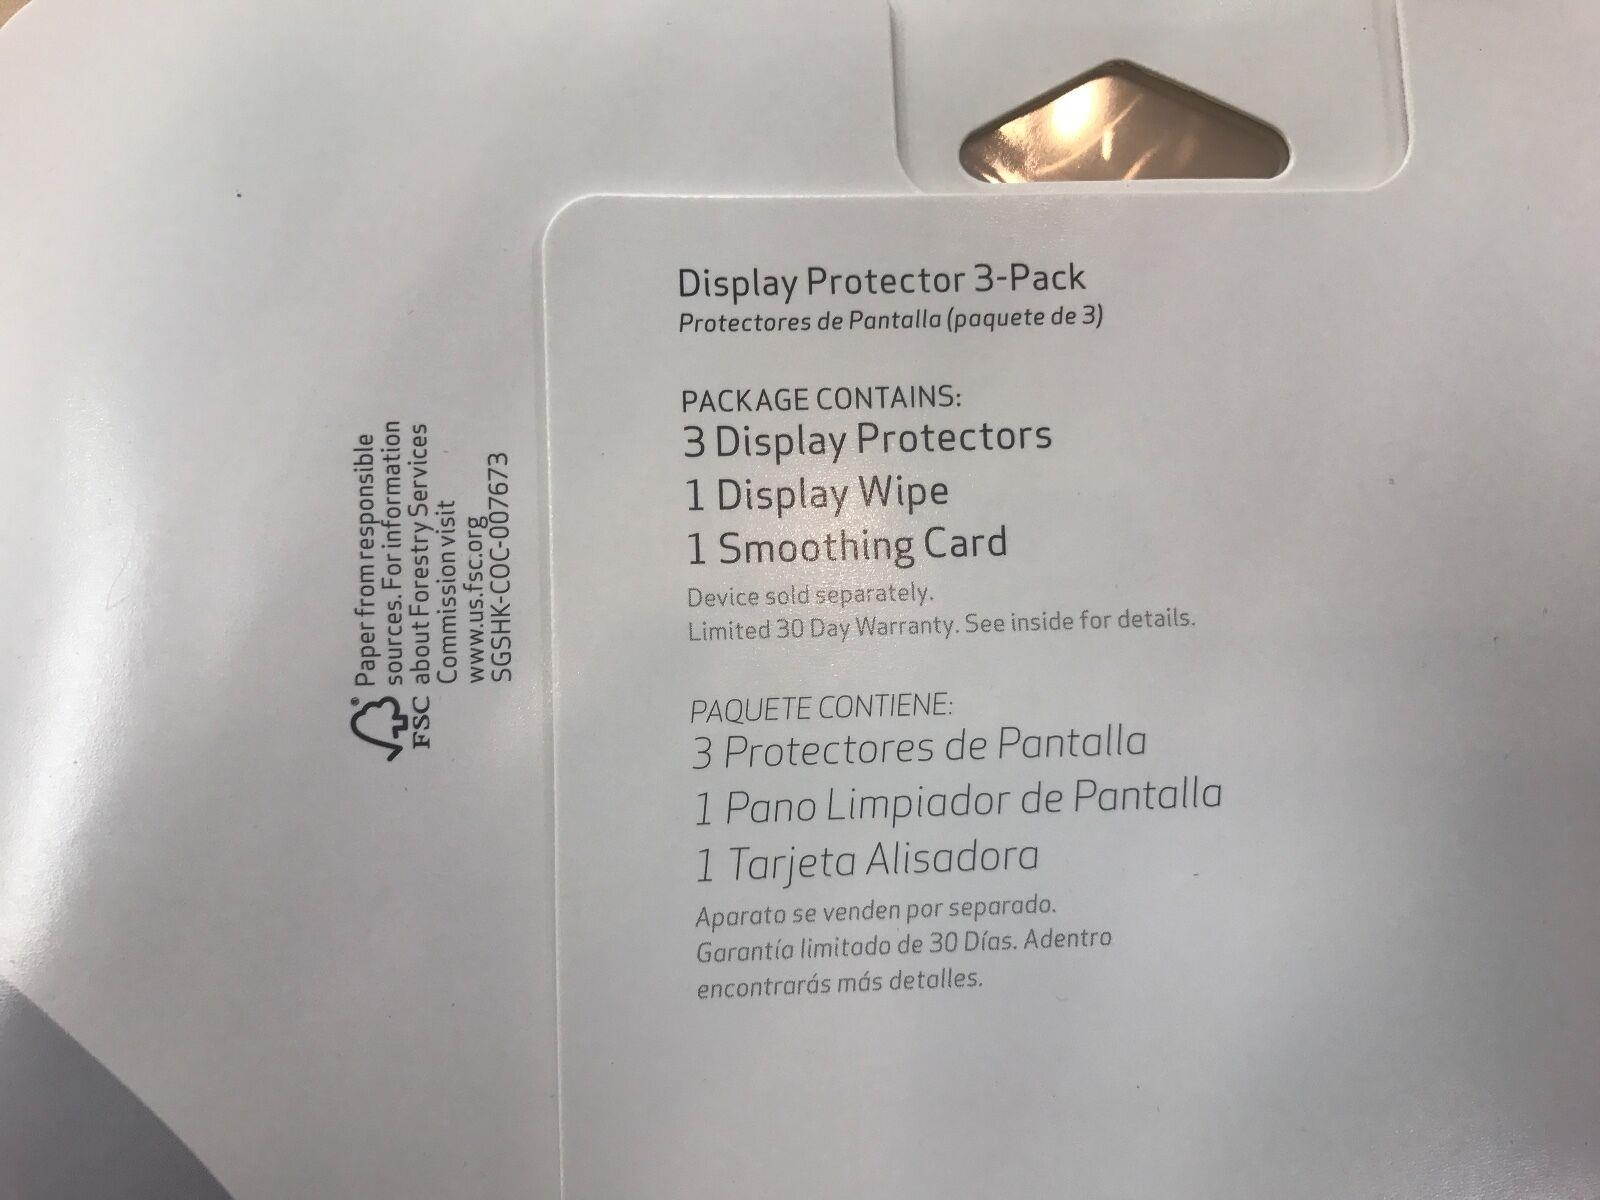 Display Protector 3-Pack
Protectores de Pantalla (paquete de 3)
PACKAGE CONTAINS:
3 Display Protectors
1 Display Wipe
1 Smoothing Card
Device sold separately.
Limited 30 Day Warranty. See inside for details.
PAQUETE CONTIENE:
3 Protectores de Pantalla
1 Pano Limpiador de Pantalla
1 Tarjeta Alisadora
Aparato se venden por separado.
Garantía limitado de 30 Días. Adentro
encontrarás más detalles.
Paper from responsible
sources. For information
about Forestry Services
Commission visit
www.us.fsc.org
SGSHK-COC-007673
®
FSC